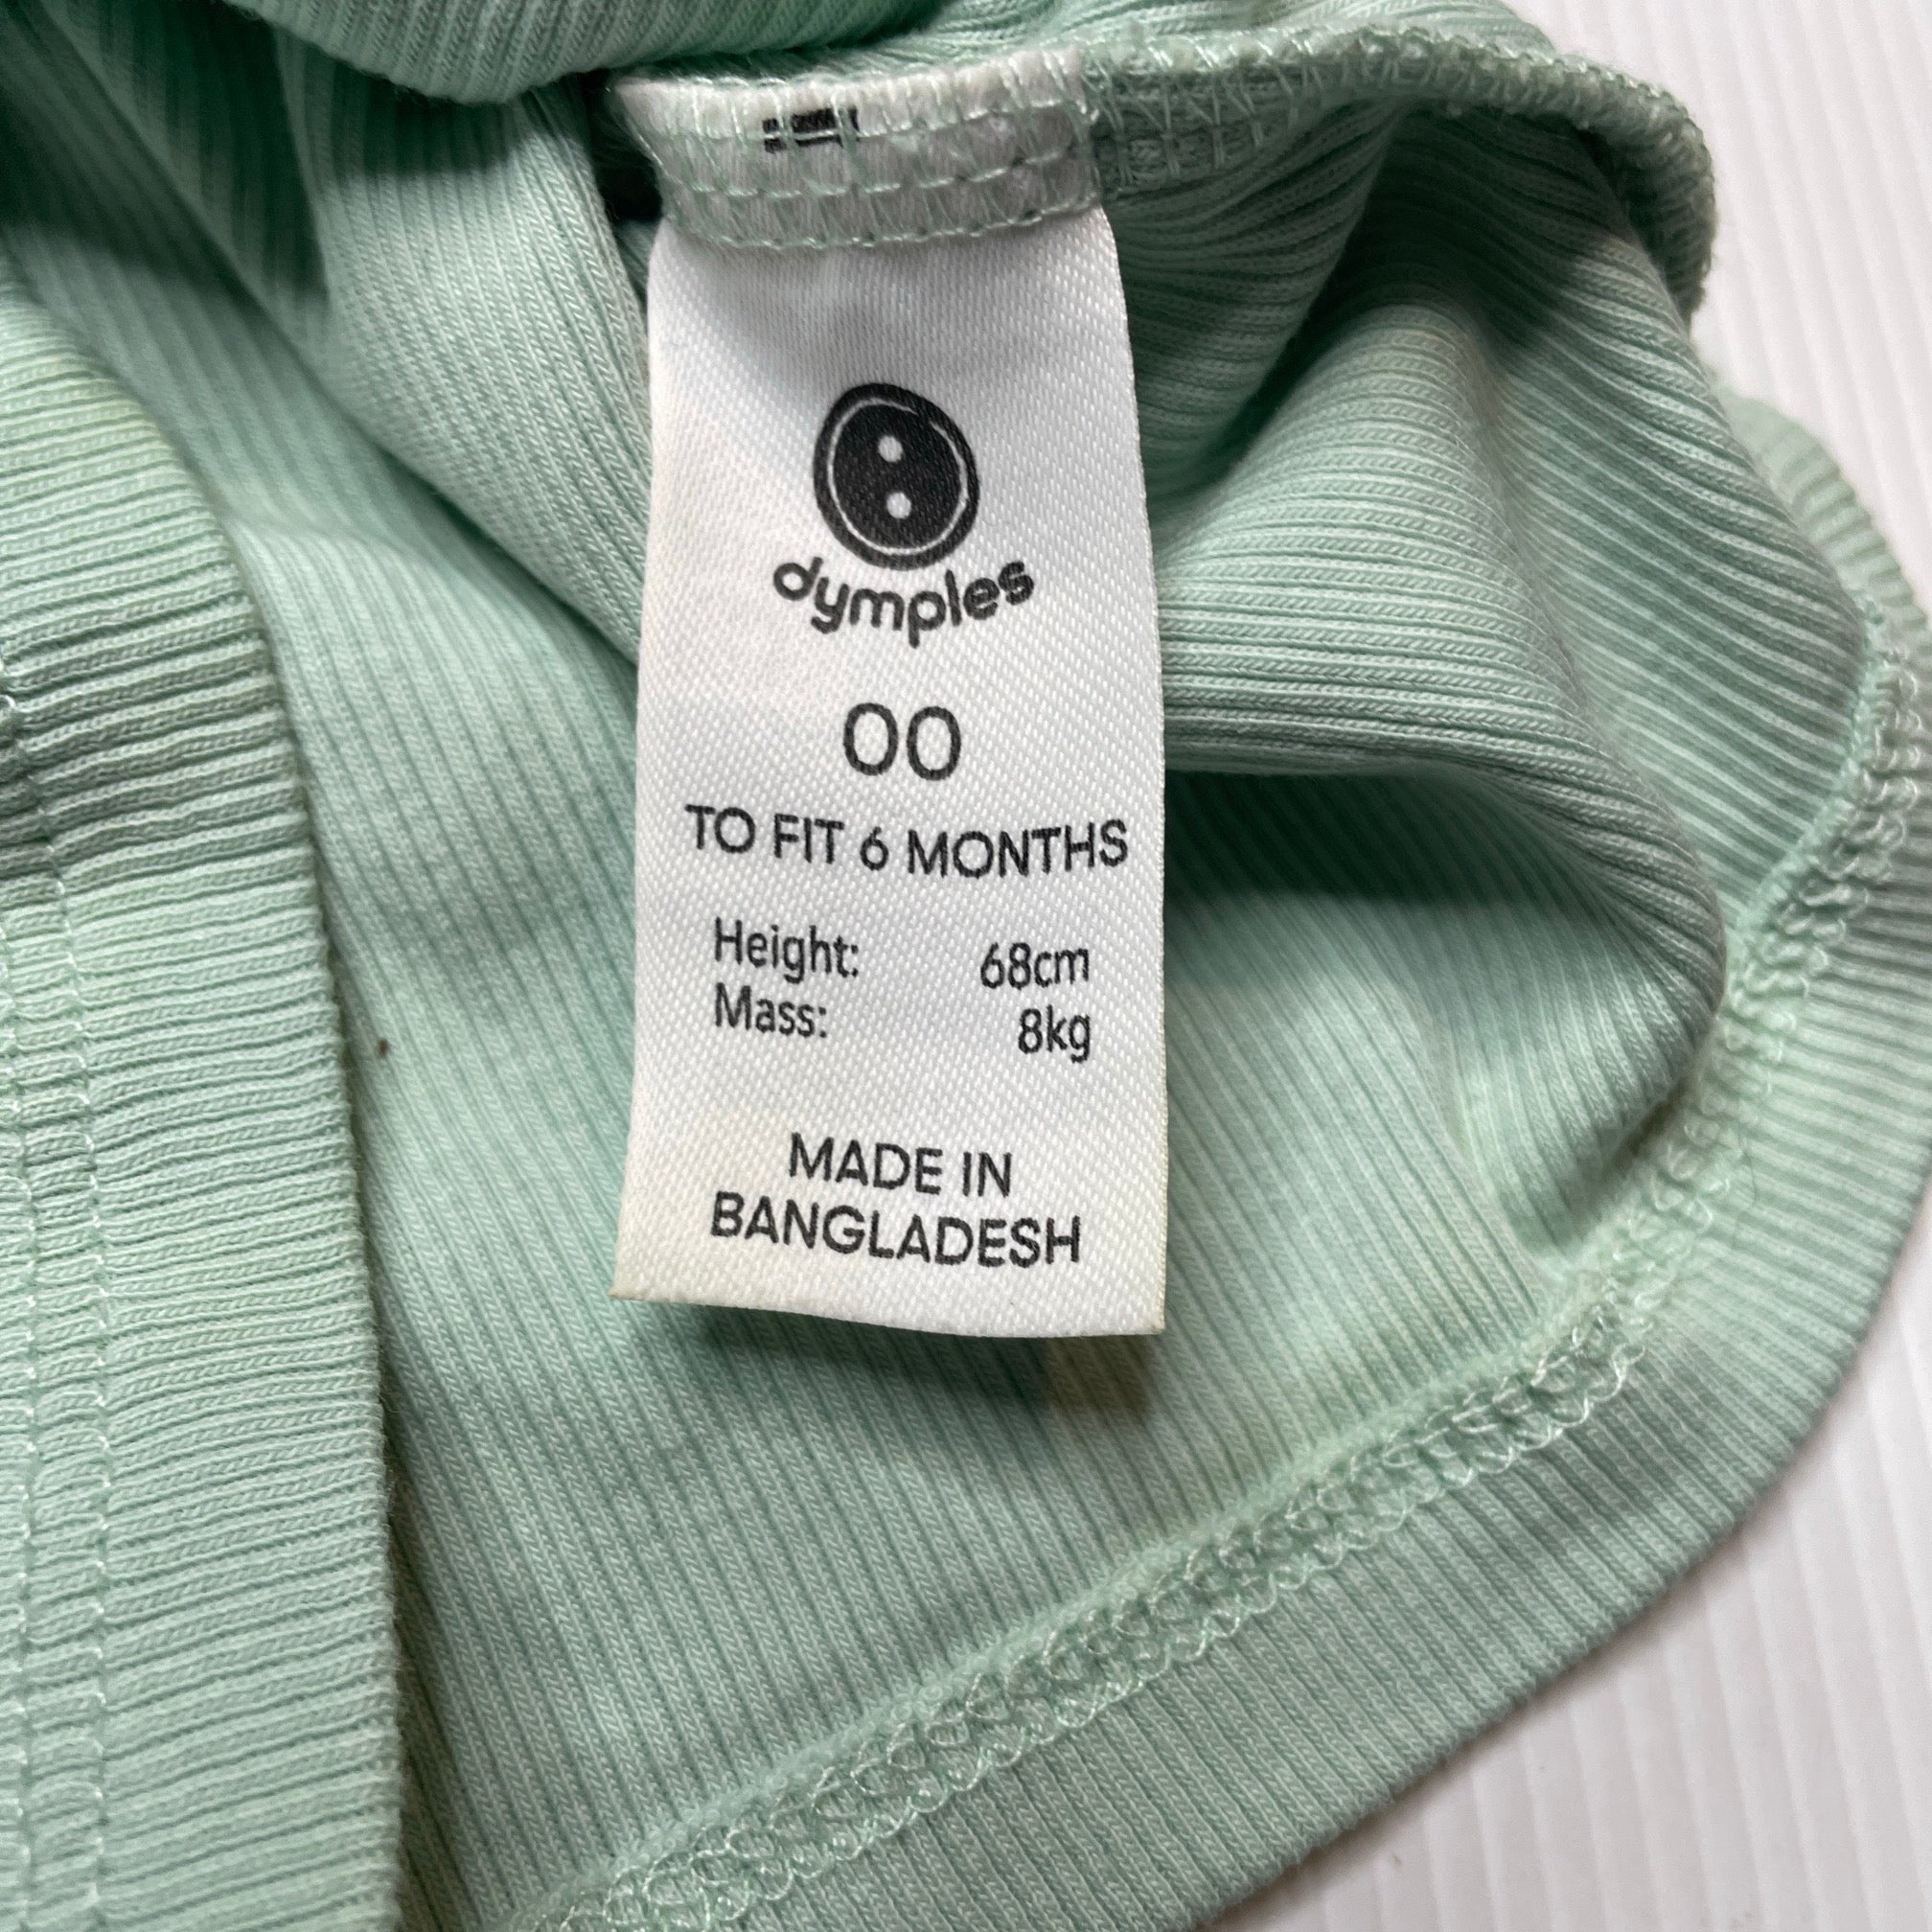 dymples
00
TO FIT 6 MONTHS
Height: 68cm
Mass: 8kg
MADE IN
BANGLADESH